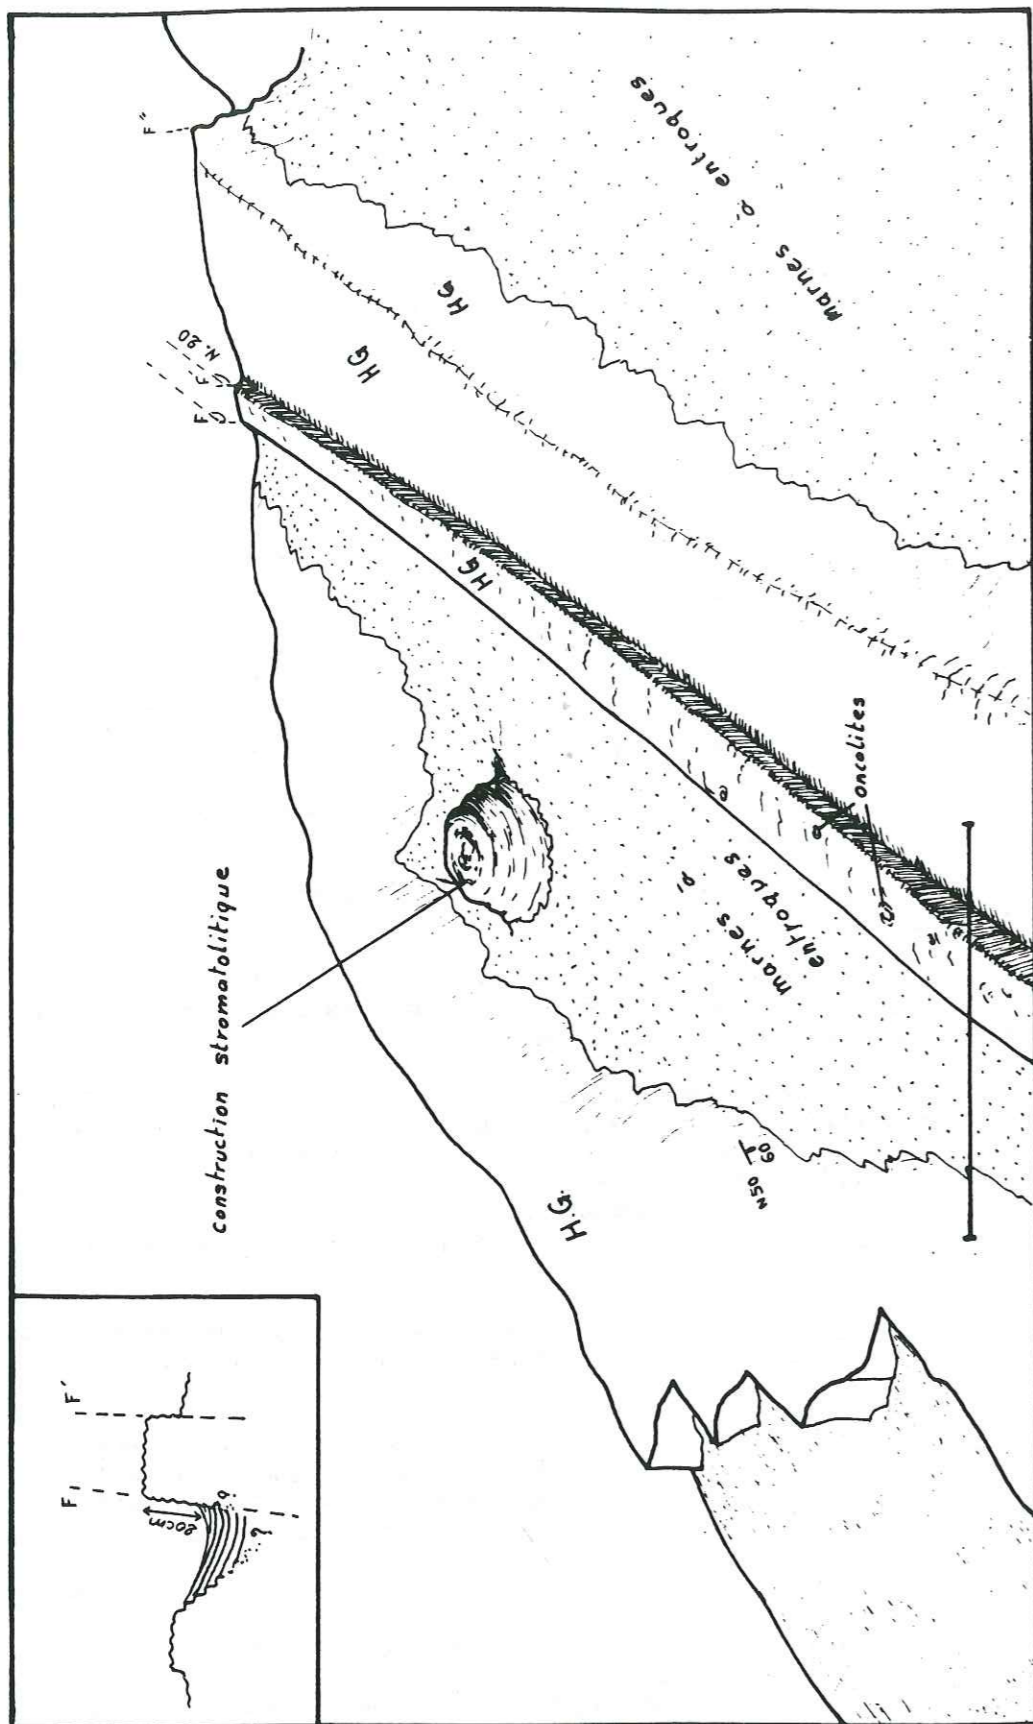 F''
marnes à entroques
HG
HG
N. 20
F'
F
HG
construction stromatolitique
marnes
à
entroques
oncolites
N50
60
H.G.
F
F'
20cm
?
?